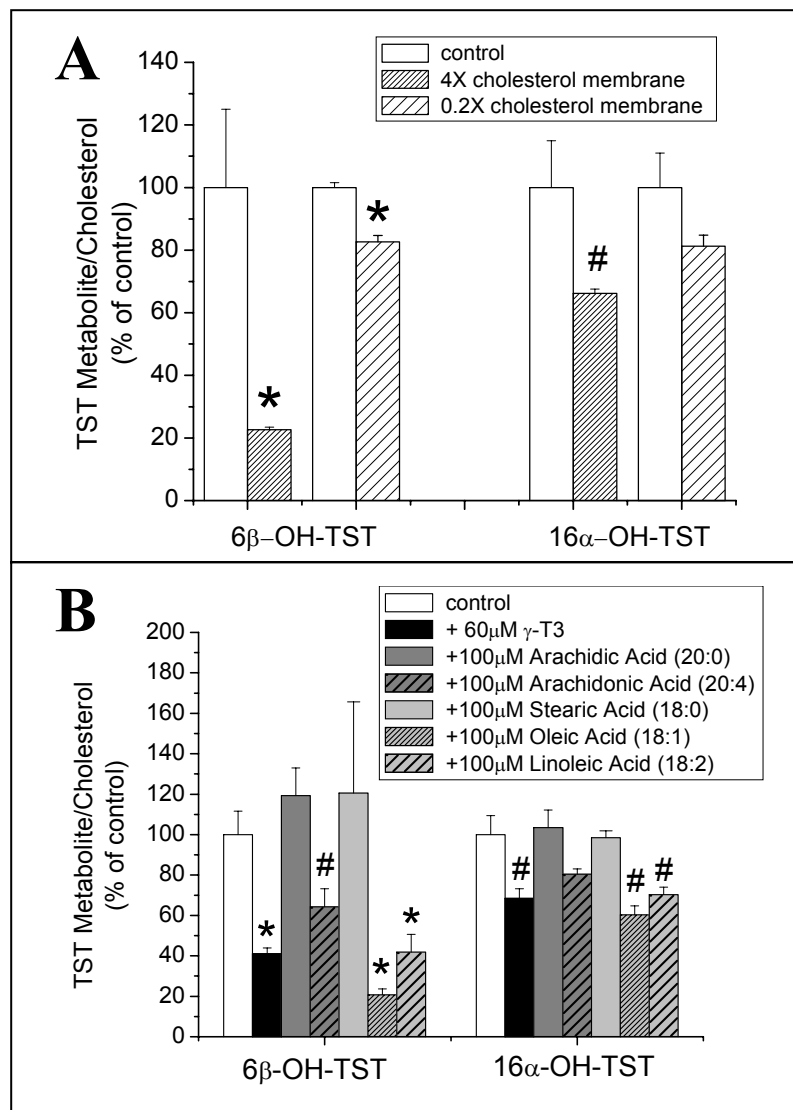 A
control
4X cholesterol membrane
0.2X cholesterol membrane
TST Metabolite/Cholesterol
(% of control)
140
120
100
80
60
40
20
0
*
*
#
6β–OH-TST
16α–OH-TST
B
control
+ 60μM γ-T3
+100μM Arachidic Acid (20:0)
+100μM Arachidonic Acid (20:4)
+100μM Stearic Acid (18:0)
+100μM Oleic Acid (18:1)
+100μM Linoleic Acid (18:2)
TST Metabolite/Cholesterol
(% of control)
200
180
160
140
120
100
80
60
40
20
0
*
#
*
*
#
#
#
6β-OH-TST
16α-OH-TST